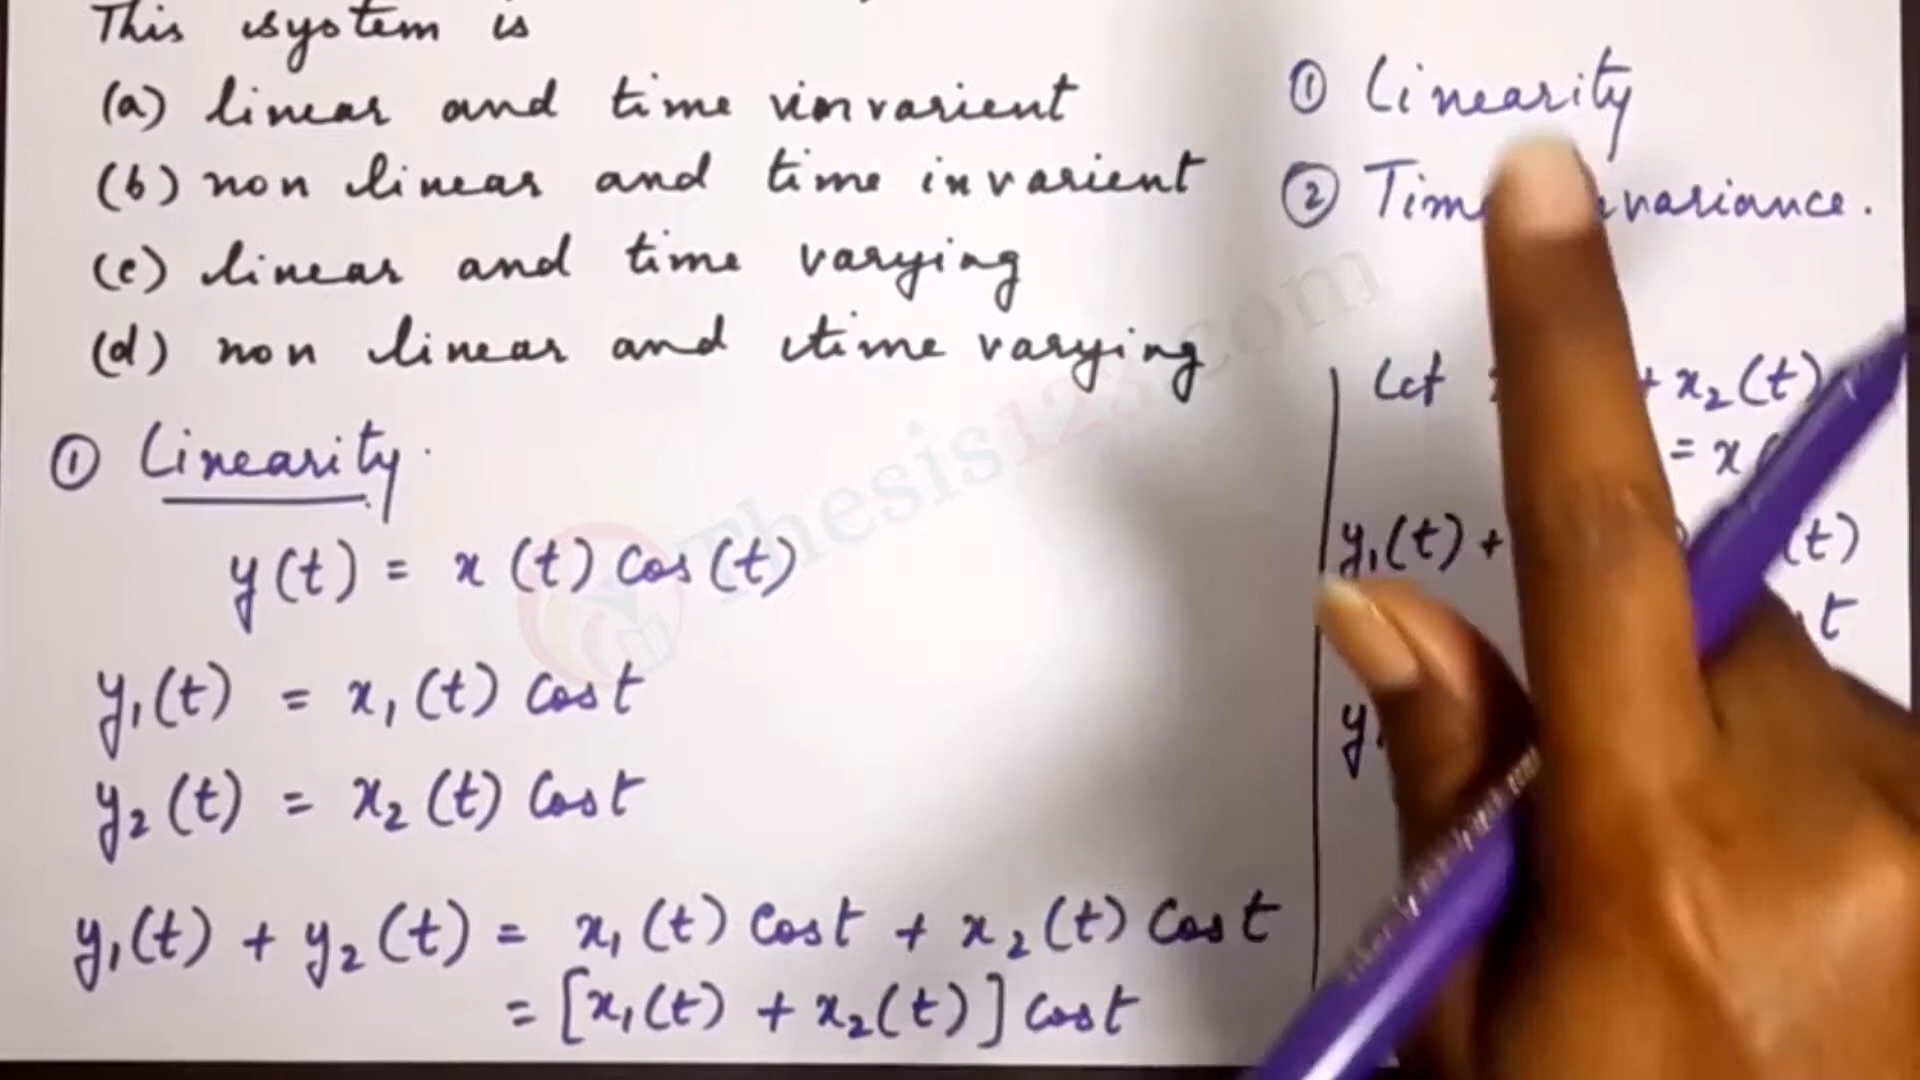 This system is
(a) linear and time invarient
(b) non linear and time invarient
(c) linear and time varying
(d) non linear and time varying
① Linearity
② variance.
① Linearity.
y(t) = x(t) cos(t)
y₁(t) = x₁(t) cost
y₂(t) = x₂(t) cost
y₁(t) + y₂(t) = x₁(t) cost + x₂(t) cost
= [x₁(t) + x₂(t)] cost
Let + x₂(t)
= x
y₁(t) + (t)
t
y
Thesis123.com